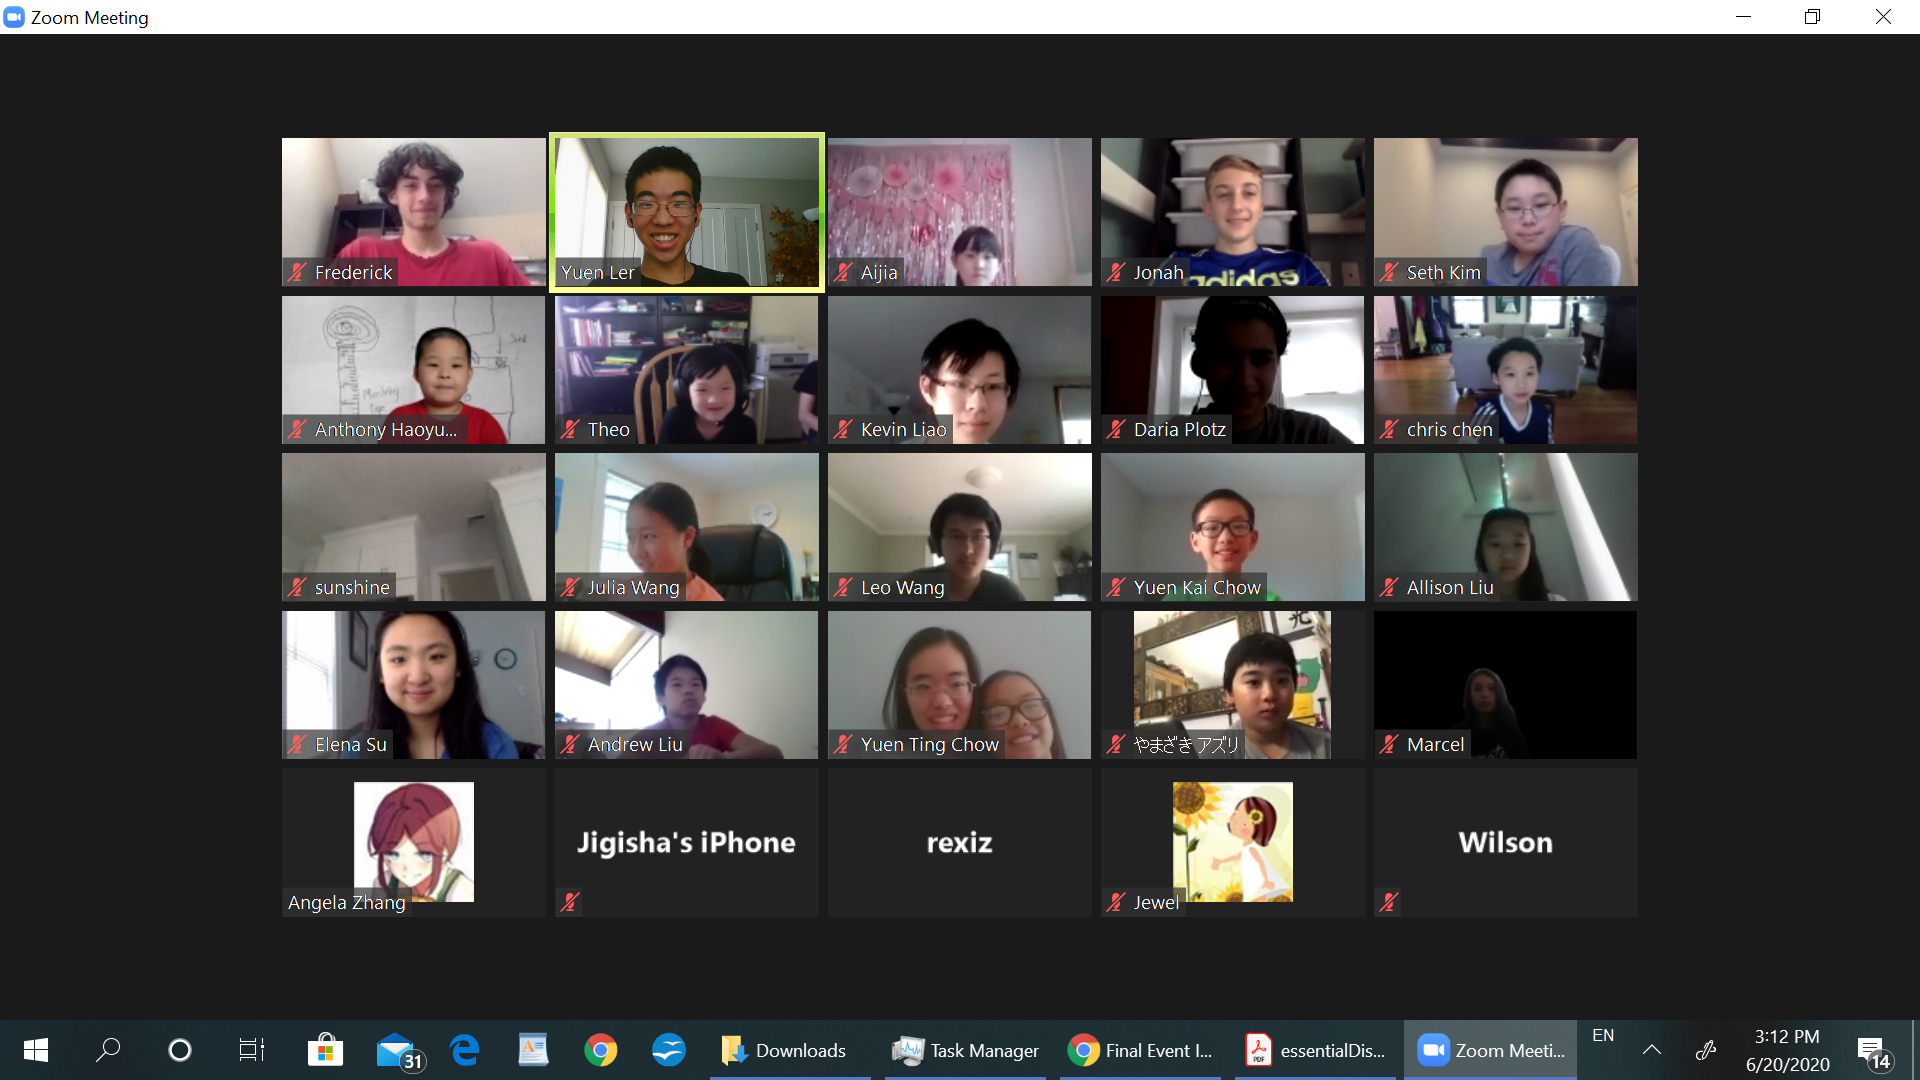 Zoom Meeting
Frederick
Yuen Ler
Aijia
Jonah
adidas
Seth Kim
Anthony Haoyu...
Sink
Theo
Kevin Liao
Daria Plotz
chris chen
sunshine
Julia Wang
Leo Wang
Yuen Kai Chow
Allison Liu
Elena Su
Andrew Liu
Yuen Ting Chow
やまざき アズリ
Marcel
Angela Zhang
Jigisha's iPhone
rexiz
Jewel
Wilson
31
Downloads
Task Manager
Final Event I...
PDF
essentialDis...
Zoom Meeti...
EN
3:12 PM
6/20/2020
14